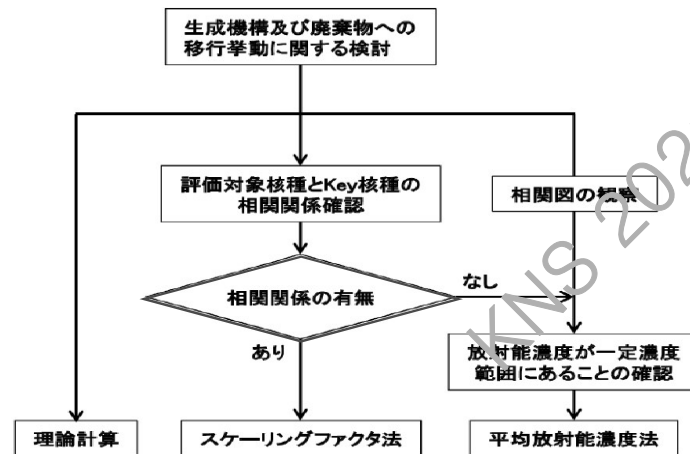 生成機構及び廃棄物への
移行挙動に関する検討
評価対象核種とKey核種の
相関関係確認
相関図の観察
相関関係の有無
なし
あり
放射能濃度が一定濃度
範囲にあることの確認
理論計算
スケーリングファクタ法
平均放射能濃度法
KNS 202